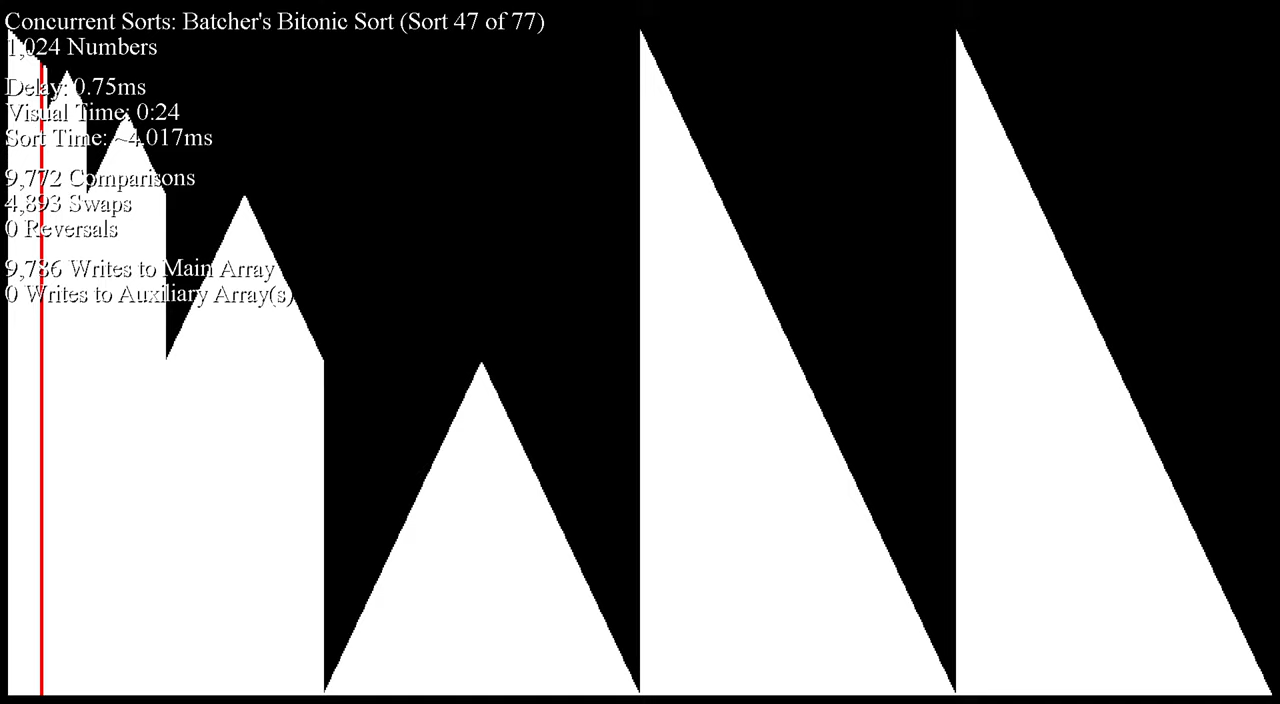 Concurrent Sorts: Batcher's Bitonic Sort (Sort 47 of 77)
1,024 Numbers
Delay: 0.75ms
Visual Time: 0:24
Sort Time: ~4.017ms
9,772 Comparisons
4,893 Swaps
0 Reversals
9,786 Writes to Main Array
0 Writes to Auxiliary Array(s)